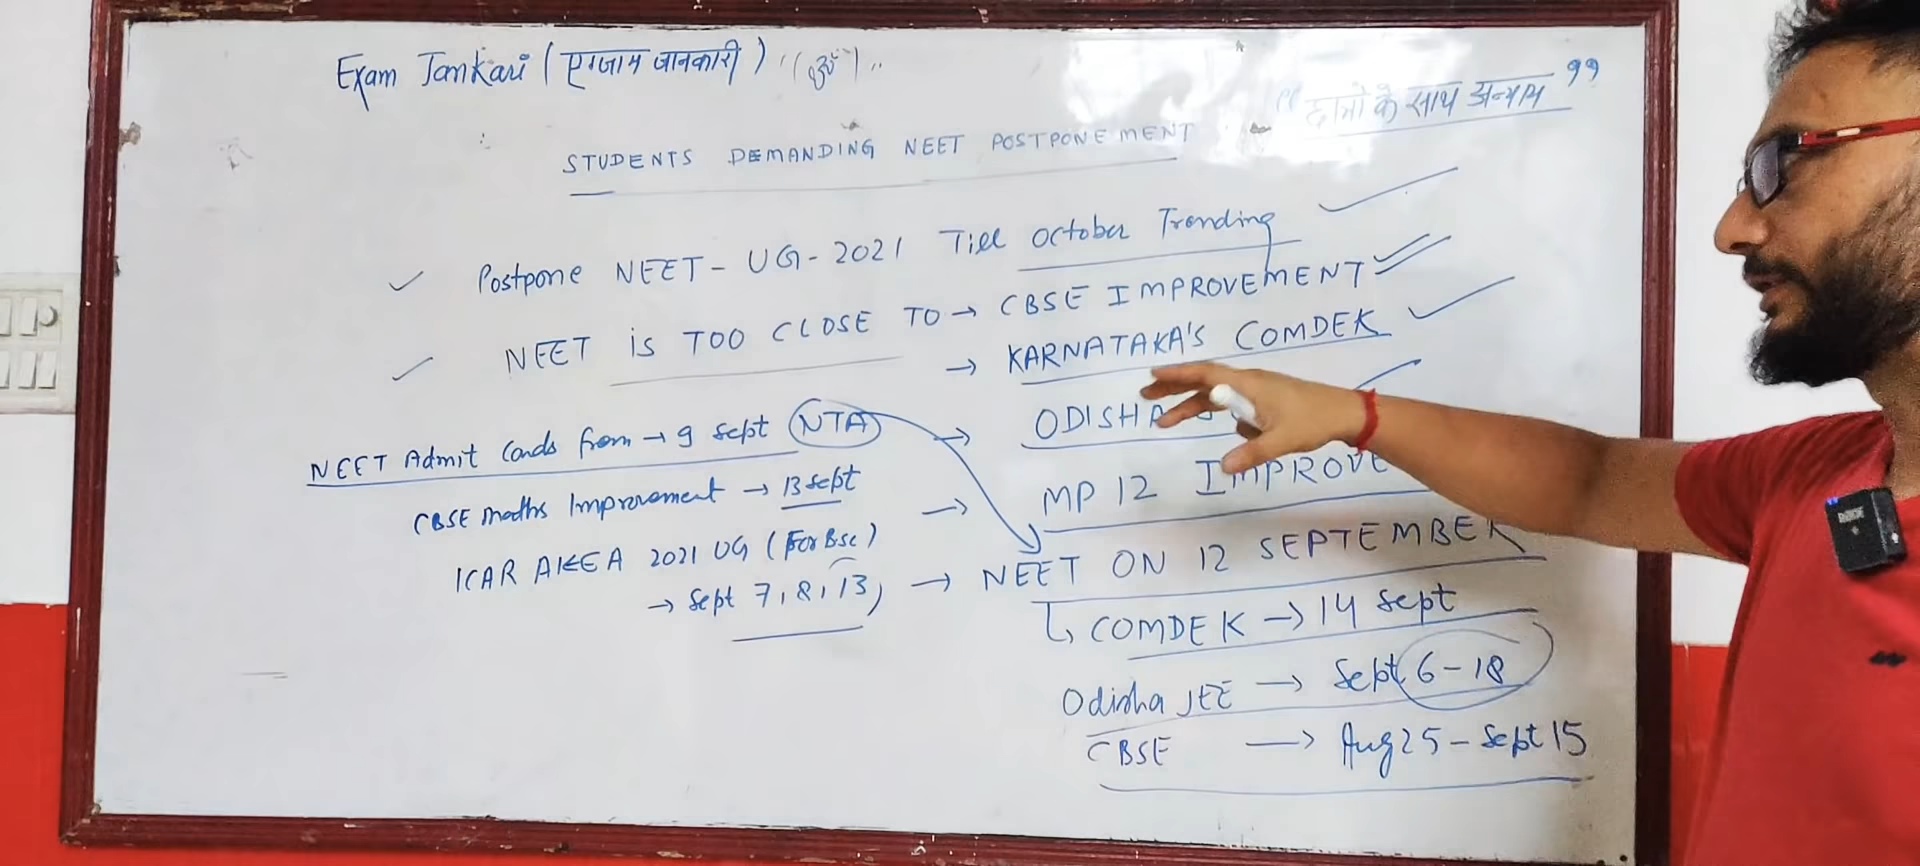 Exam Jankari (एग्जाम जानकारी) (ॐ)
“ छात्रों के साथ अन्याय ”
STUDENTS DEMANDING NEET POSTPONEMENT
Postpone NEET-UG-2021 Till October Trending
NEET is TOO CLOSE TO → CBSE IMPROVEMENT
→ KARNATAKA'S COMDEK
NEET Admit Cards from → 9 Sept NTA
→ ODISHA
CBSE maths Improvement → 13 Sept
→ MP 12 IMPROVE
ICAR AIEEA 2021 UG (For Bsc)
→ Sept 7, 8, 13,
→ NEET ON 12 SEPTEMBER
↳ COMDEK → 14 Sept
Odisha JEE → Sept 6-18
CBSE → Aug 25 - Sept 15